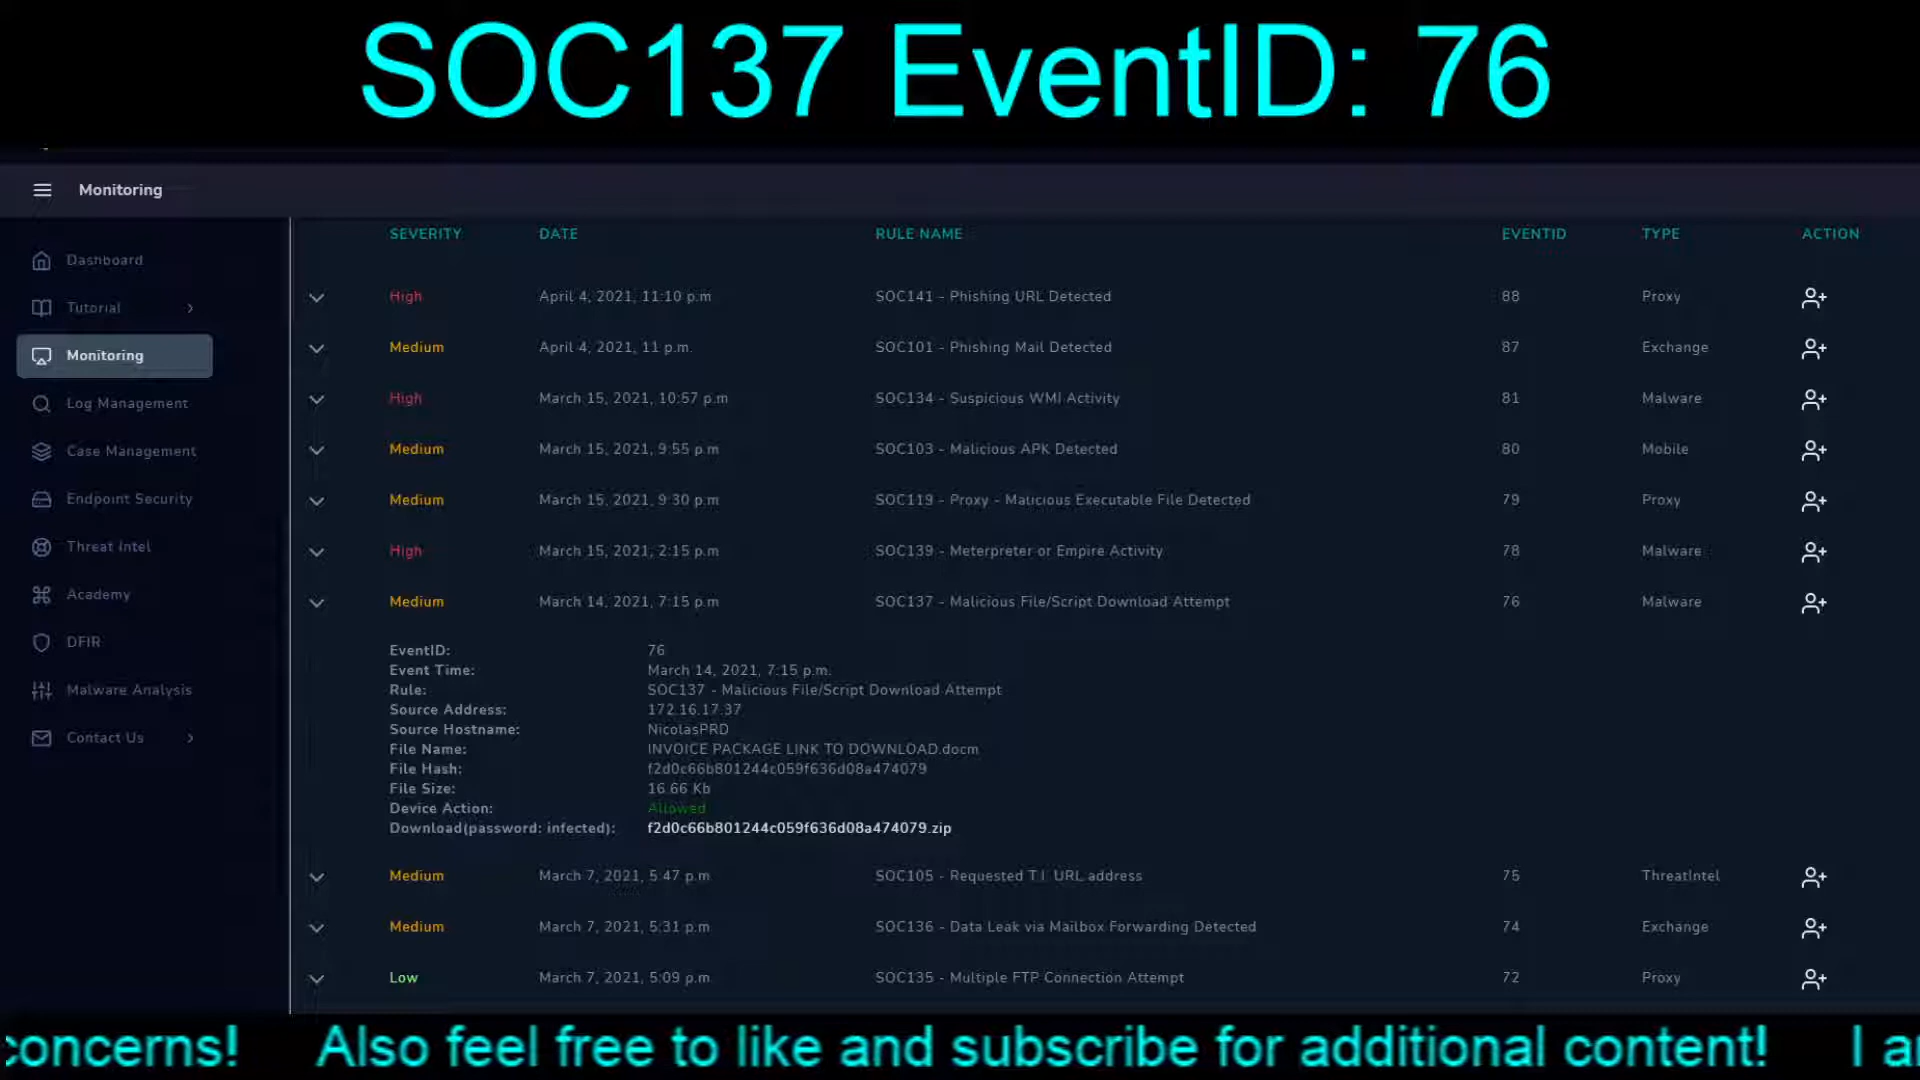 SOC137 EventID: 76
Monitoring
SEVERITY DATE RULE NAME EVENTID TYPE ACTION
Dashboard
Tutorial
Monitoring
Log Management
Case Management
Endpoint Security
Threat Intel
Academy
DFIR
Malware Analysis
Contact Us
High April 4, 2021, 11:10 p.m SOC141 - Phishing URL Detected 88 Proxy
Medium April 4, 2021, 11 p.m. SOC101 - Phishing Mail Detected 87 Exchange
High March 15, 2021, 10:57 p.m SOC134 - Suspicious WMI Activity 81 Malware
Medium March 15, 2021, 9:55 p.m SOC103 - Malicious APK Detected 80 Mobile
Medium March 15, 2021, 9:30 p.m SOC119 - Proxy - Malicious Executable File Detected 79 Proxy
High March 15, 2021, 2:15 p.m SOC139 - Meterpreter or Empire Activity 78 Malware
Medium March 14, 2021, 7:15 p.m SOC137 - Malicious File/Script Download Attempt 76 Malware
EventID: 76
Event Time: March 14, 2021, 7:15 p.m.
Rule: SOC137 - Malicious File/Script Download Attempt
Source Address: 172.16.17.37
Source Hostname: NicolasPRD
File Name: INVOICE PACKAGE LINK TO DOWNLOAD.docm
File Hash: f2d0c66b801244c059f636d08a474079
File Size: 16.66 Kb
Device Action: Allowed
Download(password: infected): f2d0c66b801244c059f636d08a474079.zip
Medium March 7, 2021, 5:47 p.m SOC105 - Requested T.I. URL address 75 ThreatIntel
Medium March 7, 2021, 5:31 p.m SOC136 - Data Leak via Mailbox Forwarding Detected 74 Exchange
Low March 7, 2021, 5:09 p.m SOC135 - Multiple FTP Connection Attempt 72 Proxy
concerns! Also feel free to like and subscribe for additional content! I a